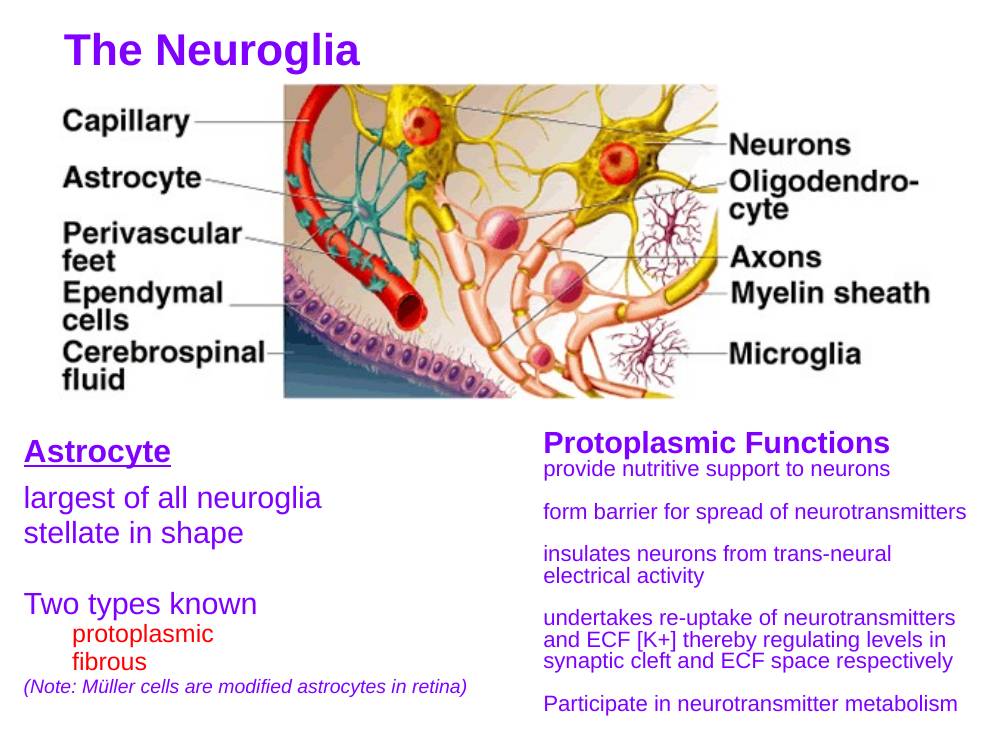 The Neuroglia
Capillary
Astrocyte
Perivascular
feet
Ependymal
cells
Cerebrospinal
fluid
Neurons
Oligodendro-
cyte
Axons
Myelin sheath
Microglia
Astrocyte
largest of all neuroglia
stellate in shape
Two types known
protoplasmic
fibrous
(Note: Müller cells are modified astrocytes in retina)
Protoplasmic Functions
provide nutritive support to neurons
form barrier for spread of neurotransmitters
insulates neurons from trans-neural
electrical activity
undertakes re-uptake of neurotransmitters
and ECF [K+] thereby regulating levels in
synaptic cleft and ECF space respectively
Participate in neurotransmitter metabolism